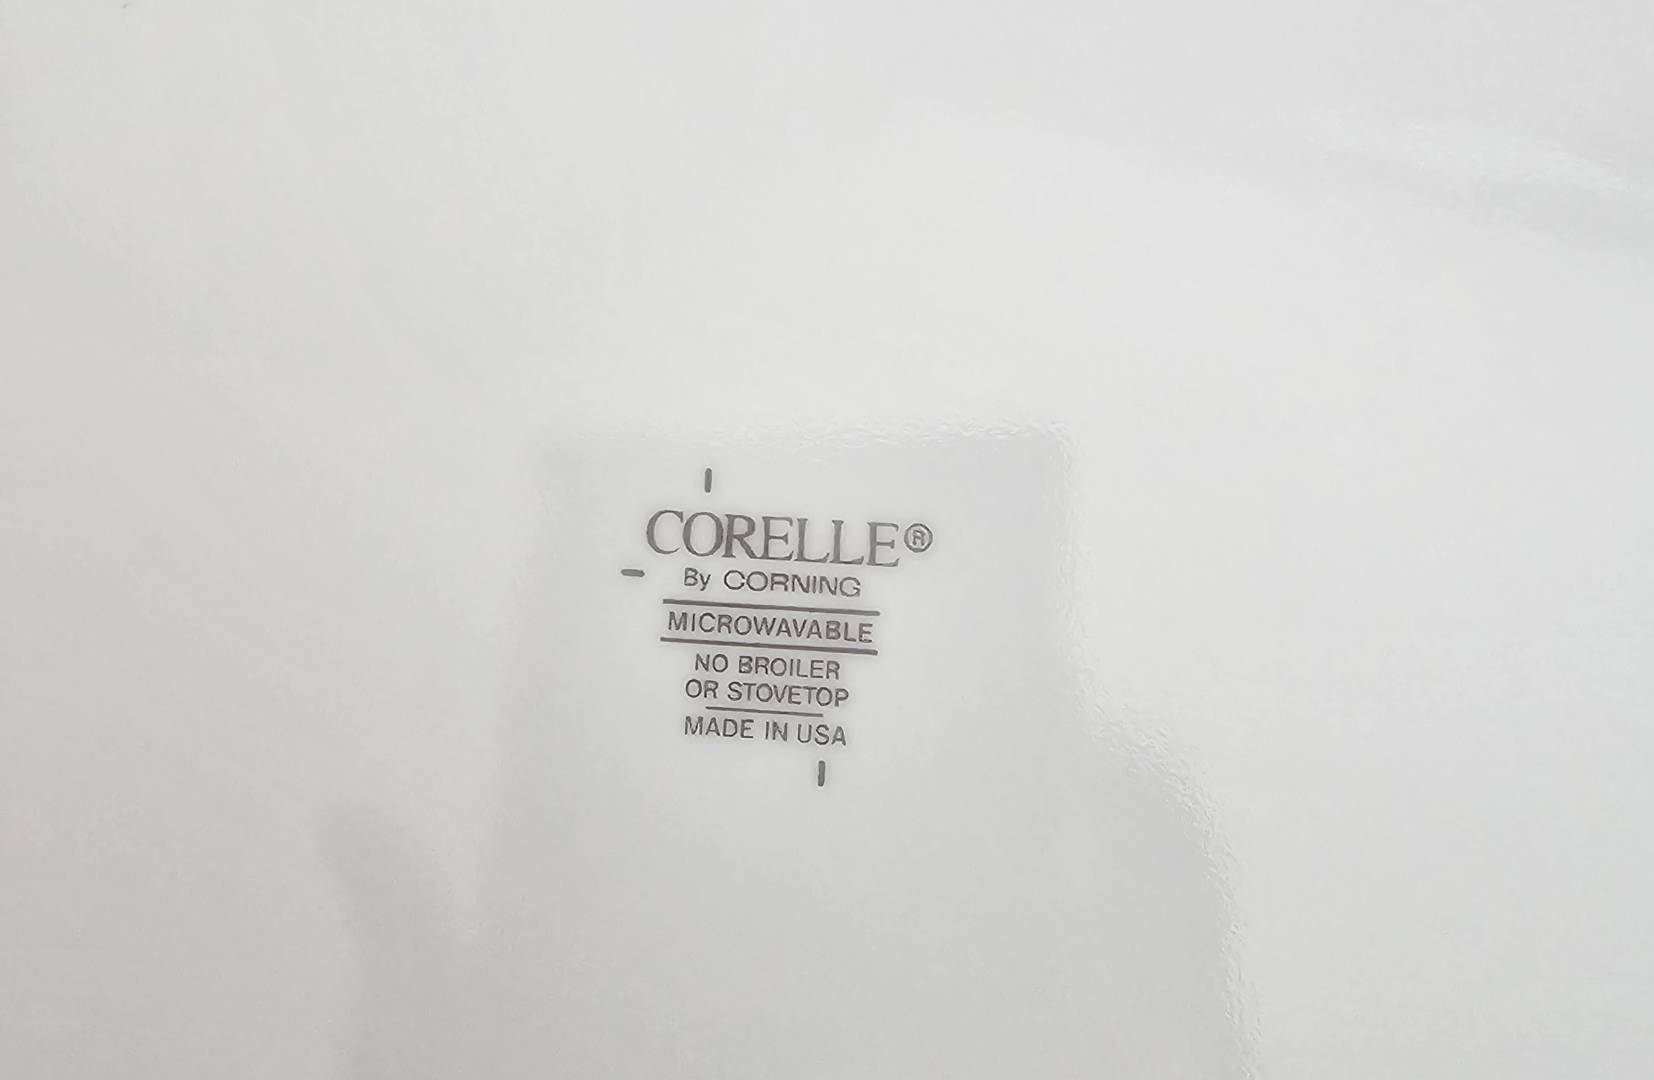 CORELLE®
By CORNING
MICROWAVABLE
NO BROILER
OR STOVETOP
MADE IN USA